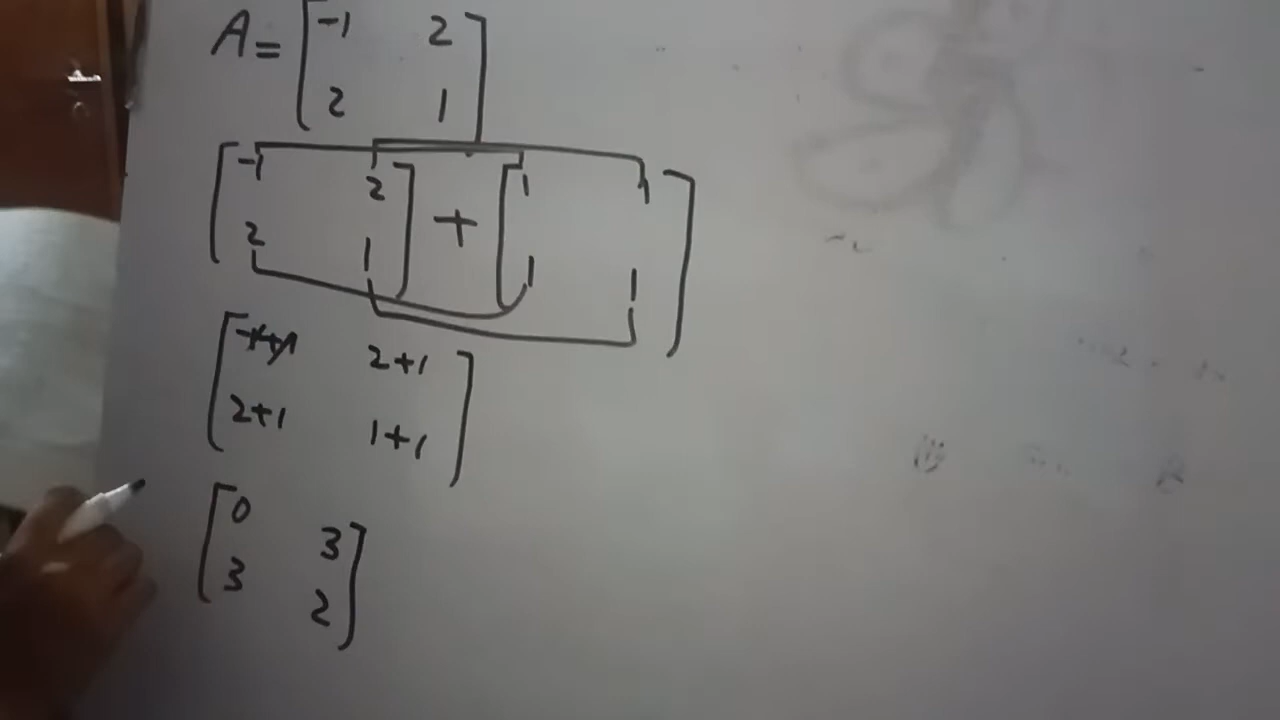 A = [-1 2
2 1]
[-1 2] + [1 1]
[2 1] [1 1]
[-1+1 2+1]
[2+1 1+1]
[0 3]
[3 2]